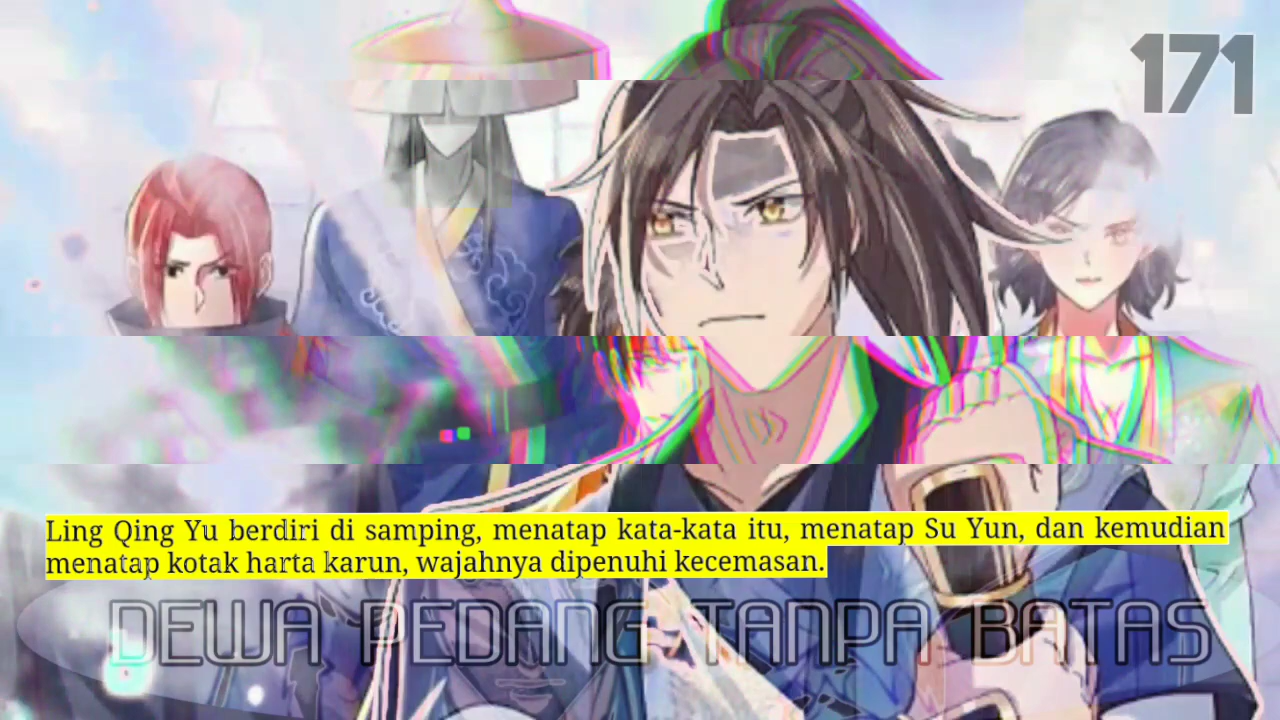 171
Ling Qing Yu berdiri di samping, menatap kata-kata itu, menatap Su Yun, dan kemudian
menatap kotak harta karun, wajahnya dipenuhi kecemasan.
DEWA PEDANG TANPA BATAS